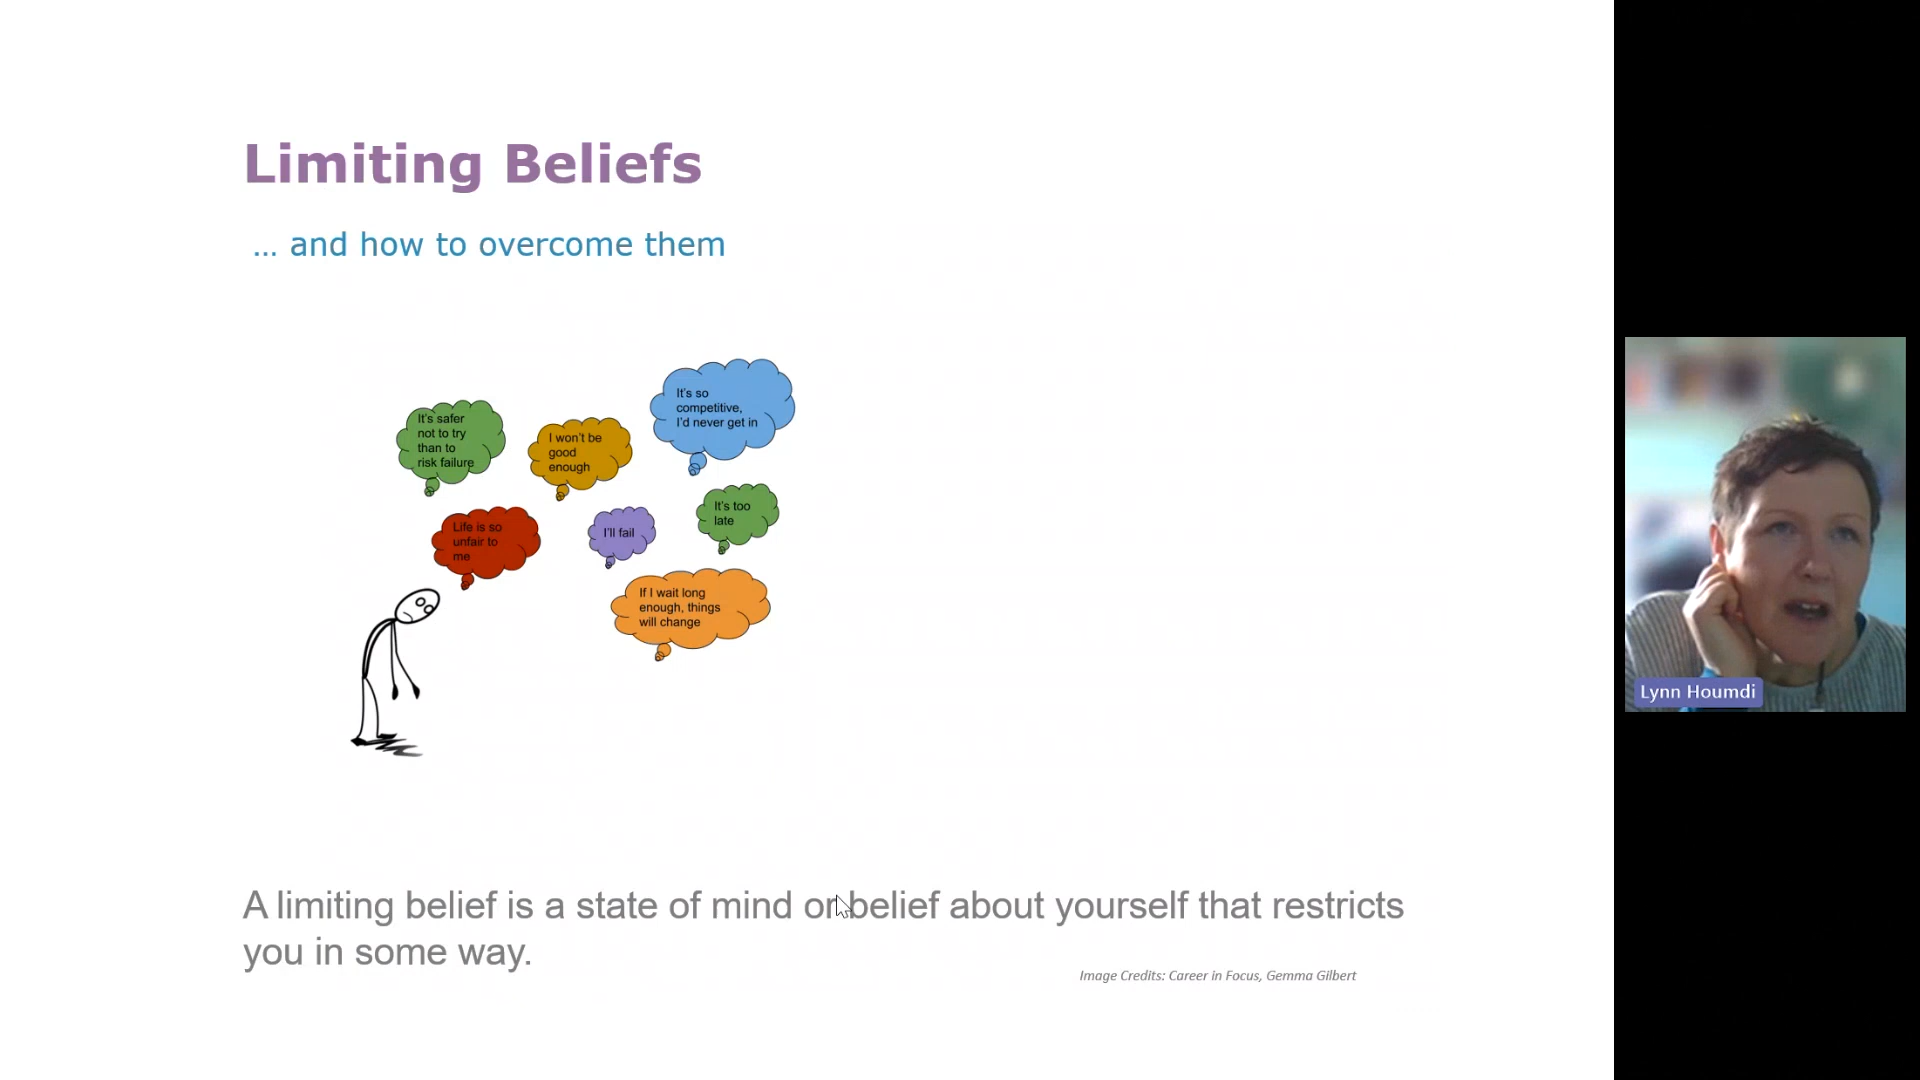 Limiting Beliefs
... and how to overcome them
It's so
competitive,
I'd never get in
It's safer
not to try
than to
risk failure
I won't be
good
enough
Life is so
unfair to
me
I'll fail
It's too
late
If I wait long
enough, things
will change
A limiting belief is a state of mind or belief about yourself that restricts
you in some way.
Image Credits: Career in Focus, Gemma Gilbert
Lynn Houmdi